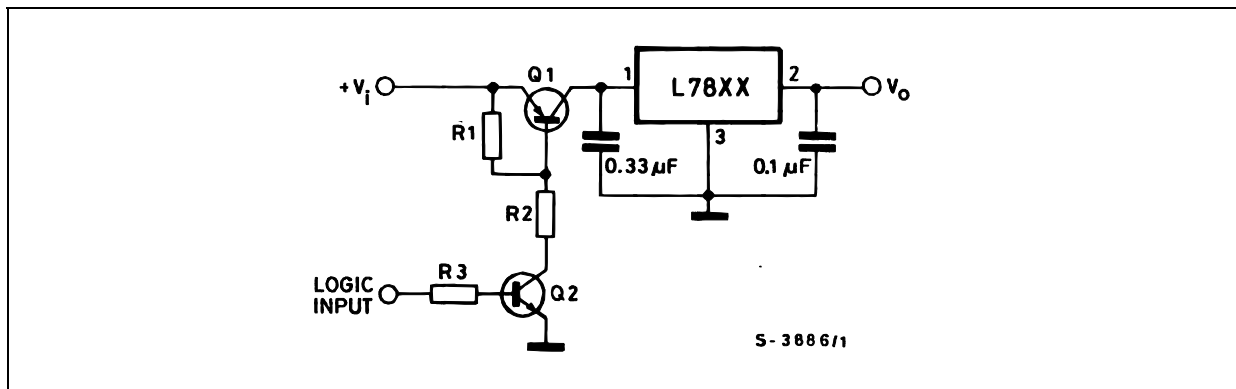 Q1
1
L78XX
2
+Vi
Vo
R1
3
0.33µF
0.1µF
R2
LOGIC
INPUT
R3
Q2
S-3886/1